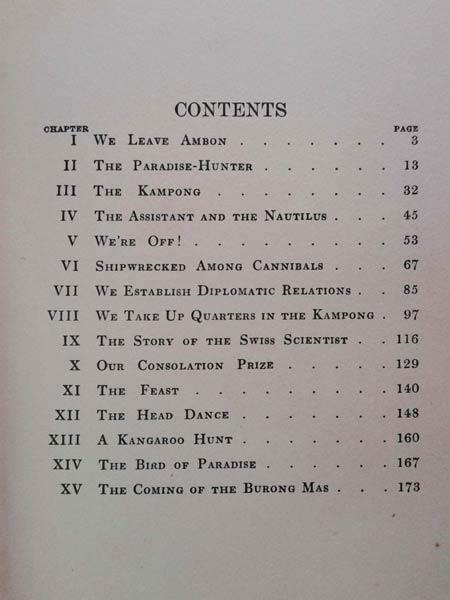 CONTENTS
CHAPTER PAGE
I We Leave Ambon . . . . . . . 3
II The Paradise-Hunter . . . . . . 13
III The Kampong . . . . . . . . 32
IV The Assistant and the Nautilus . . . 45
V We're Off! . . . . . . . . 53
VI Shipwrecked Among Cannibals . . . 67
VII We Establish Diplomatic Relations . . 85
VIII We Take Up Quarters in the Kampong . 97
IX The Story of the Swiss Scientist . . 116
X Our Consolation Prize . . . . . 129
XI The Feast . . . . . . . . 140
XII The Head Dance . . . . . . . 148
XIII A Kangaroo Hunt . . . . . . 160
XIV The Bird of Paradise . . . . . . 167
XV The Coming of the Burong Mas . . . 173